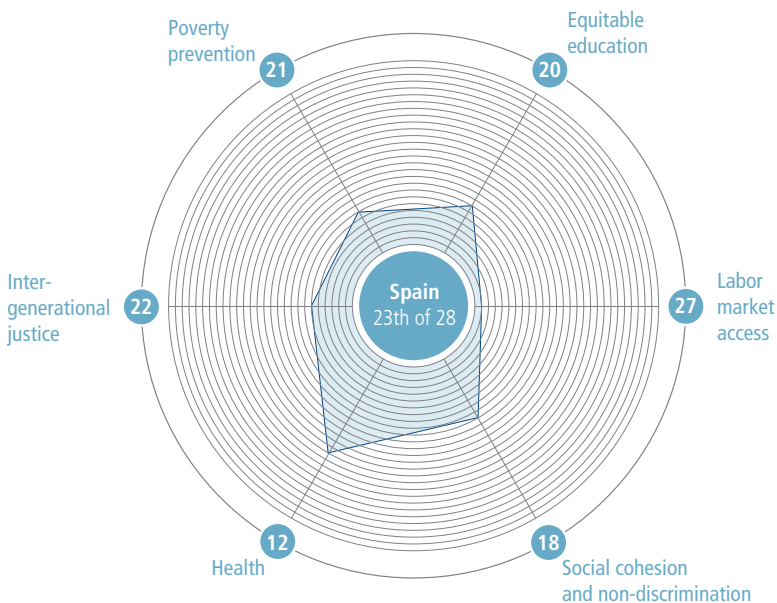 Poverty
prevention
21
Equitable
education
20
Inter-
generational
justice
22
Spain
23th of 28
27
Labor
market
access
12
Health
18
Social cohesion
and non-discrimination